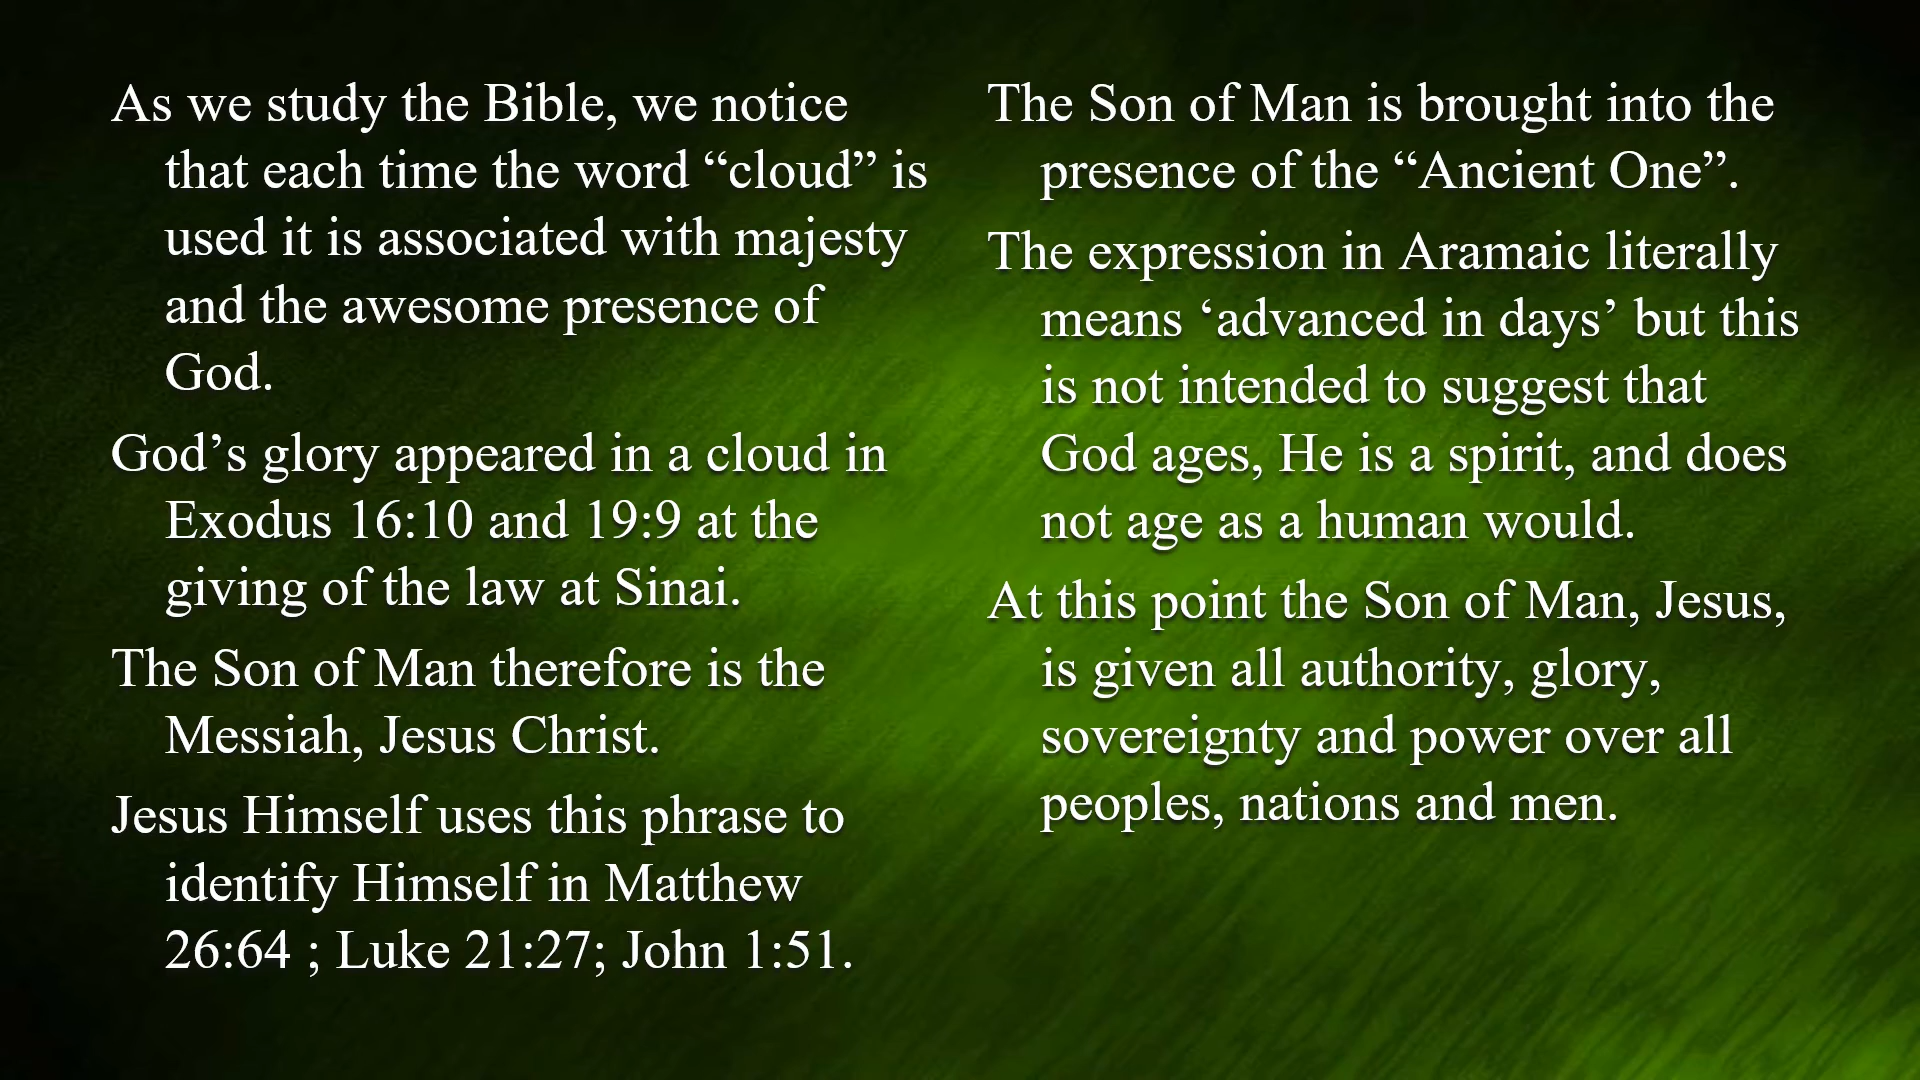 As we study the Bible, we notice
that each time the word “cloud” is
used it is associated with majesty
and the awesome presence of
God.
God’s glory appeared in a cloud in
Exodus 16:10 and 19:9 at the
giving of the law at Sinai.
The Son of Man therefore is the
Messiah, Jesus Christ.
Jesus Himself uses this phrase to
identify Himself in Matthew
26:64 ; Luke 21:27; John 1:51.
The Son of Man is brought into the
presence of the “Ancient One”.
The expression in Aramaic literally
means ‘advanced in days’ but this
is not intended to suggest that
God ages, He is a spirit, and does
not age as a human would.
At this point the Son of Man, Jesus,
is given all authority, glory,
sovereignty and power over all
peoples, nations and men.